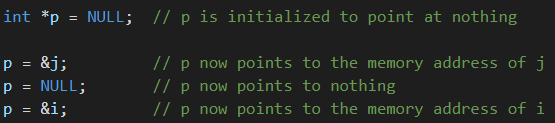 int *p = NULL;  // p is initialized to point at nothing
p = &j;         // p now points to the memory address of j
p = NULL;       // p now points to nothing
p = &i;         // p now points to the memory address of i